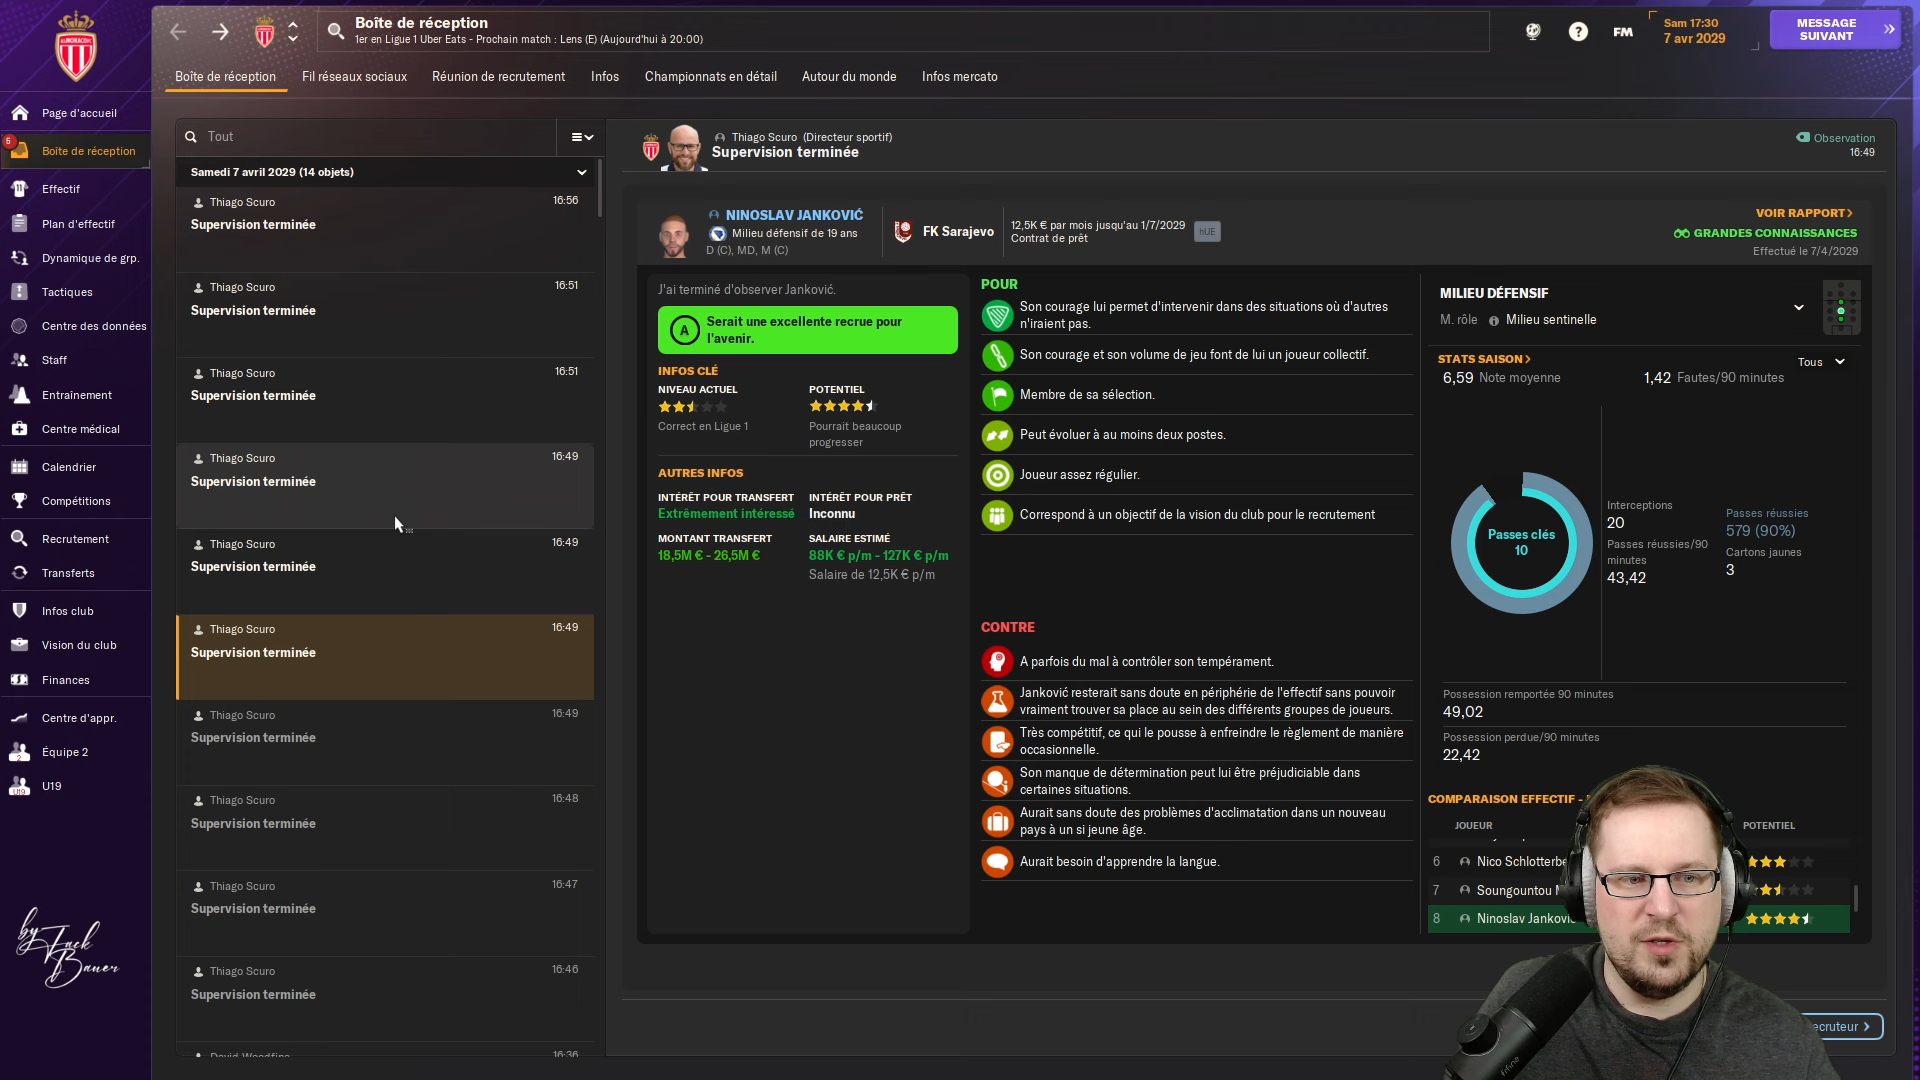 Boîte de réception
1er en Ligue 1 Uber Eats - Prochain match : Lens (E) (Aujourd'hui à 20:00)
FM
Sam 17:30
7 avr 2029
MESSAGE
SUIVANT
Boîte de réception
Fil réseaux sociaux
Réunion de recrutement
Infos
Championnats en détail
Autour du monde
Infos mercato
Page d'accueil
5
Boîte de réception
Effectif
Plan d'effectif
Dynamique de grp.
Tactiques
Centre des données
Staff
Entraînement
Centre médical
Calendrier
Compétitions
Recrutement
Transferts
Infos club
Vision du club
Finances
Centre d'appr.
Équipe 2
U19
by Jack
Bauer
Tout
Samedi 7 avril 2029 (14 objets)
Thiago Scuro 16:56
Supervision terminée
Thiago Scuro 16:51
Supervision terminée
Thiago Scuro 16:51
Supervision terminée
Thiago Scuro 16:49
Supervision terminée
Thiago Scuro 16:49
Supervision terminée
Thiago Scuro 16:49
Supervision terminée
Thiago Scuro 16:49
Supervision terminée
Thiago Scuro 16:48
Supervision terminée
Thiago Scuro 16:47
Supervision terminée
Thiago Scuro 16:46
Supervision terminée
David Woodfine 16:36
Thiago Scuro (Directeur sportif)
Supervision terminée
Observation
16:49
NINOSLAV JANKOVIĆ
Milieu défensif de 19 ans
D (C), MD, M (C)
FK Sarajevo
12,5K € par mois jusqu'au 1/7/2029
Contrat de prêt
hUE
VOIR RAPPORT
GRANDES CONNAISSANCES
Effectué le 7/4/2029
J'ai terminé d'observer Janković.
A
Serait une excellente recrue pour
l'avenir.
INFOS CLÉ
NIVEAU ACTUEL
Correct en Ligue 1
POTENTIEL
Pourrait beaucoup
progresser
AUTRES INFOS
INTÉRÊT POUR TRANSFERT
Extrêmement intéressé
INTÉRÊT POUR PRÊT
Inconnu
MONTANT TRANSFERT
18,5M € - 26,5M €
SALAIRE ESTIMÉ
88K € p/m - 127K € p/m
Salaire de 12,5K € p/m
POUR
Son courage lui permet d'intervenir dans des situations où d'autres
n'iraient pas.
Son courage et son volume de jeu font de lui un joueur collectif.
Membre de sa sélection.
Peut évoluer à au moins deux postes.
Joueur assez régulier.
Correspond à un objectif de la vision du club pour le recrutement
CONTRE
A parfois du mal à contrôler son tempérament.
Janković resterait sans doute en périphérie de l'effectif sans pouvoir
vraiment trouver sa place au sein des différents groupes de joueurs.
Très compétitif, ce qui le pousse à enfreindre le règlement de manière
occasionnelle.
Son manque de détermination peut lui être préjudiciable dans
certaines situations.
Aurait sans doute des problèmes d'acclimatation dans un nouveau
pays à un si jeune âge.
Aurait besoin d'apprendre la langue.
MILIEU DÉFENSIF
M. rôle Milieu sentinelle
STATS SAISON
Tous
6,59 Note moyenne
1,42 Fautes/90 minutes
Passes clés
10
Interceptions
20
Passes réussies/90
minutes
43,42
Passes réussies
579 (90%)
Cartons jaunes
3
Possession remportée 90 minutes
49,02
Possession perdue/90 minutes
22,42
COMPARAISON EFFECTIF -
JOUEUR
POTENTIEL
6 Nico Schlotterbe
7 Soungountou
8 Ninoslav Janković
ecruteur